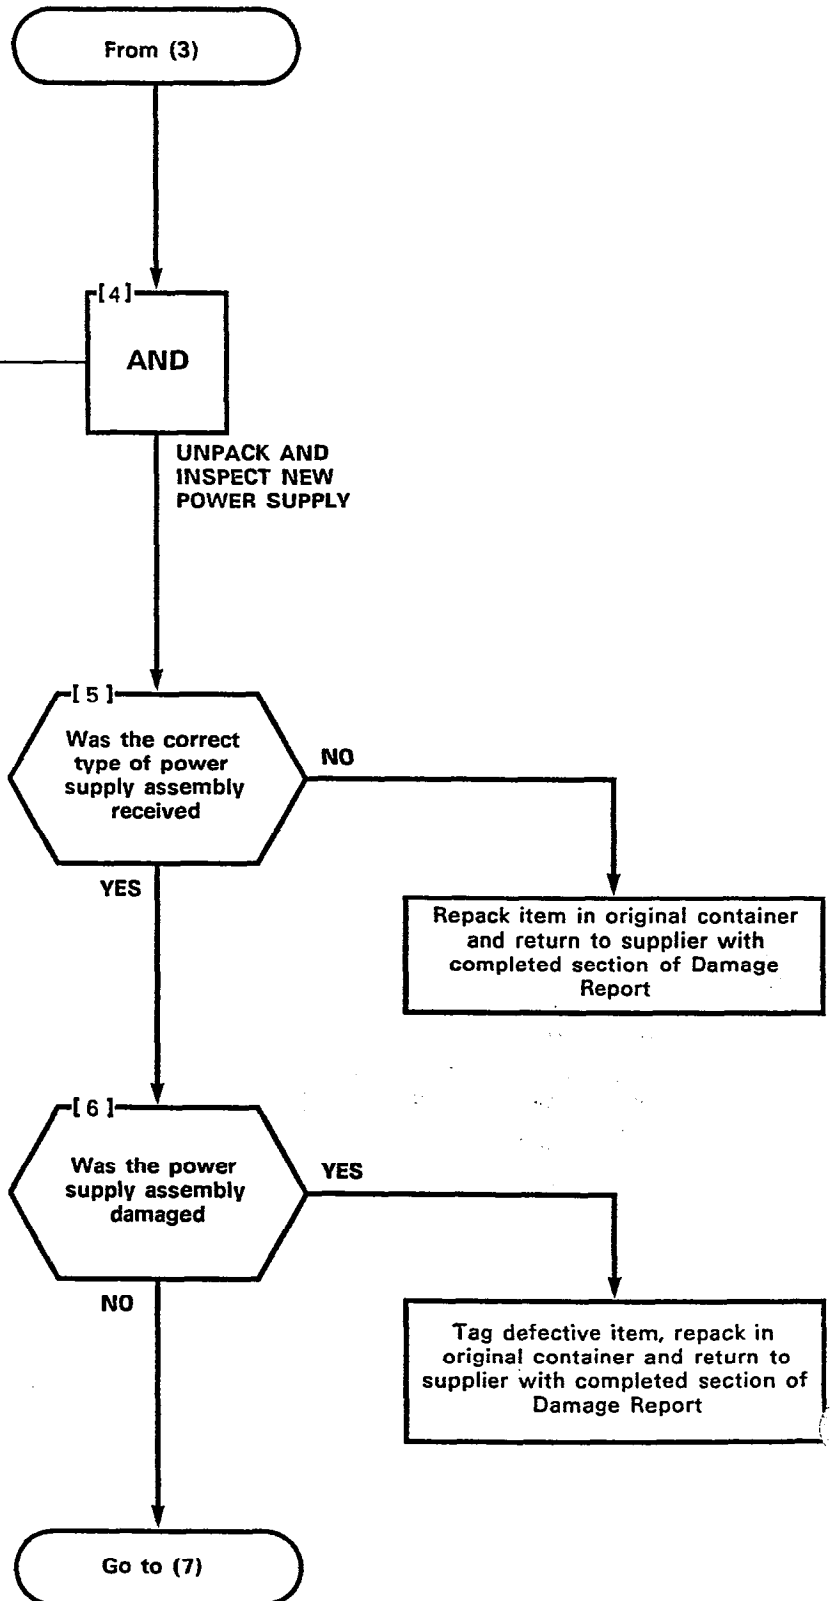 From (3)
[4]
AND
UNPACK AND
INSPECT NEW
POWER SUPPLY
[5]
Was the correct
type of power
supply assembly
received
NO
YES
Repack item in original container
and return to supplier with
completed section of Damage
Report
[6]
Was the power
supply assembly
damaged
YES
NO
Tag defective item, repack in
original container and return to
supplier with completed section of
Damage Report
Go to (7)